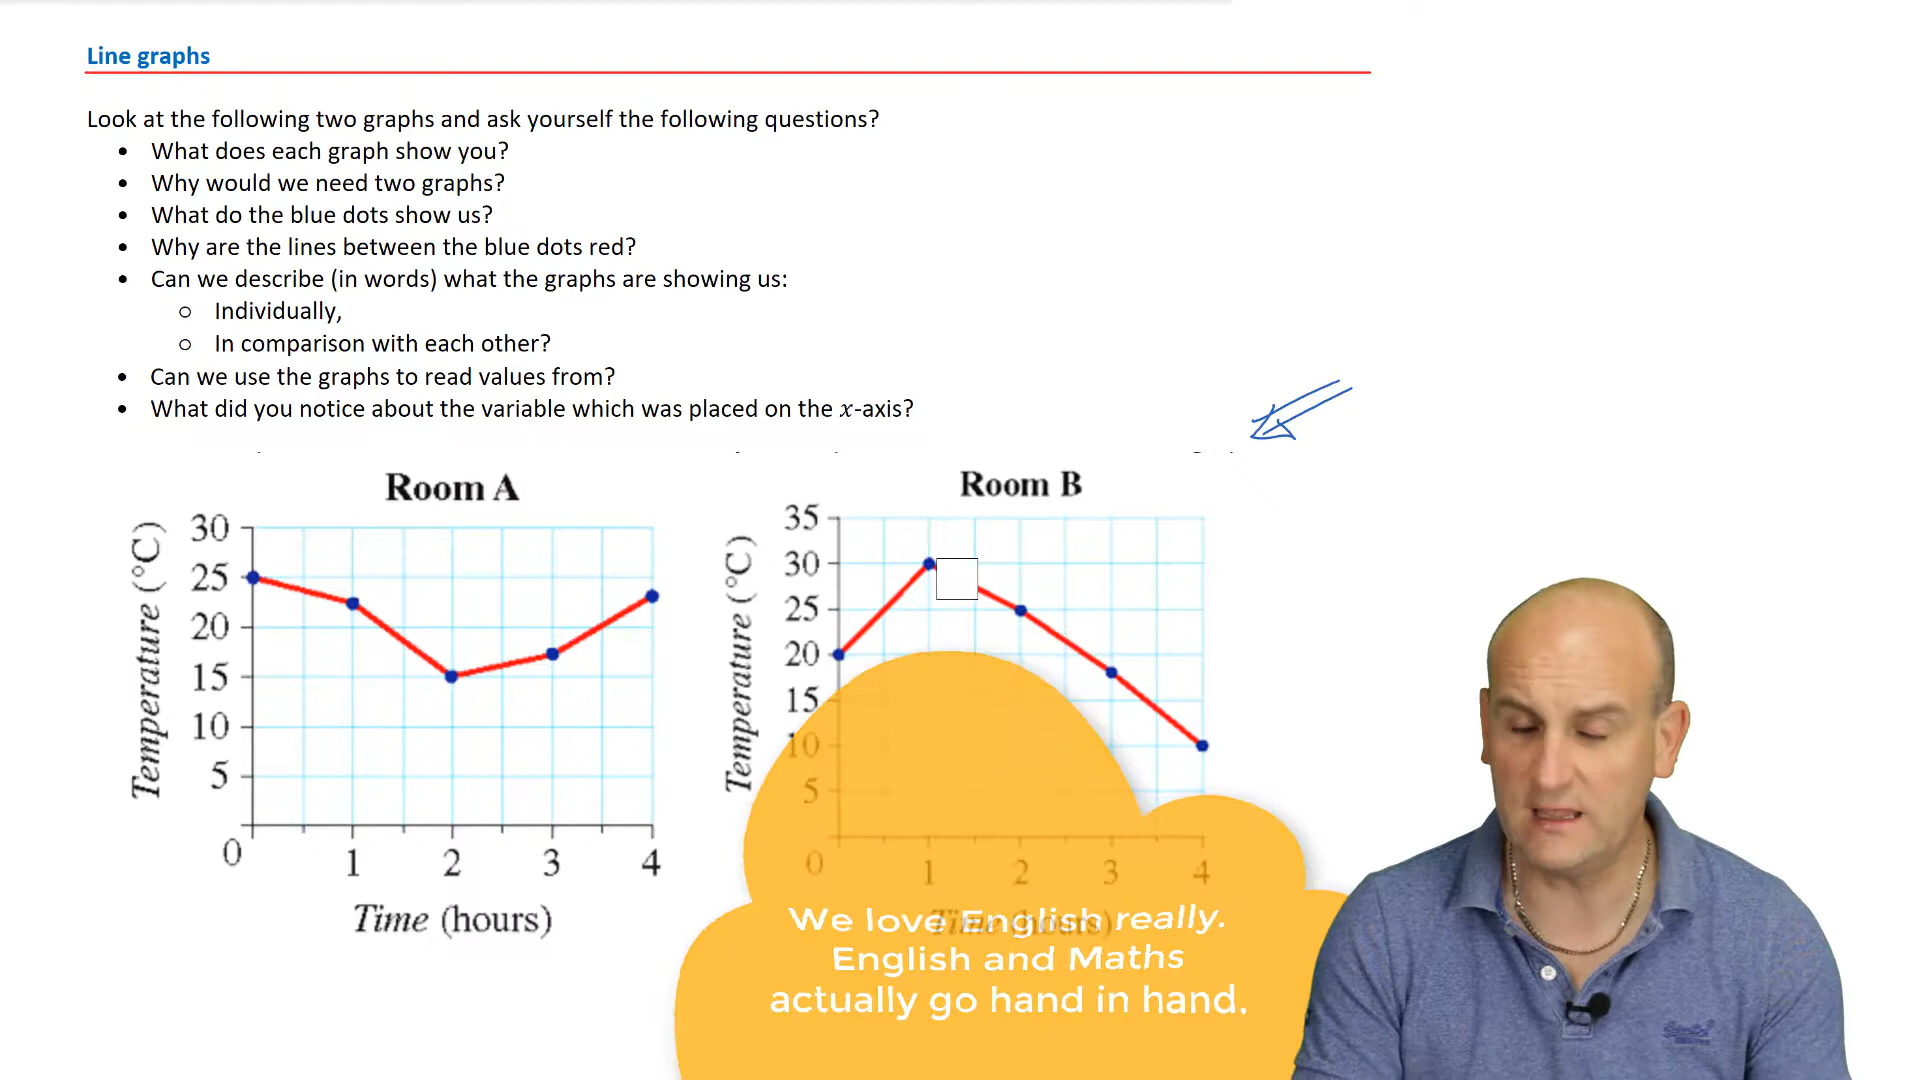 Line graphs
Look at the following two graphs and ask yourself the following questions?
• What does each graph show you?
• Why would we need two graphs?
• What do the blue dots show us?
• Why are the lines between the blue dots red?
• Can we describe (in words) what the graphs are showing us:
o Individually,
o In comparison with each other?
• Can we use the graphs to read values from?
• What did you notice about the variable which was placed on the x-axis?
Room A
Temperature (°C)
30
25
20
15
10
5
0
1 2 3 4
Time (hours)
Room B
Temperature (°C)
35
30
25
20
15
10
5
0
1 2 3 4
Time (hours)
We love English really.
English and Maths
actually go hand in hand.